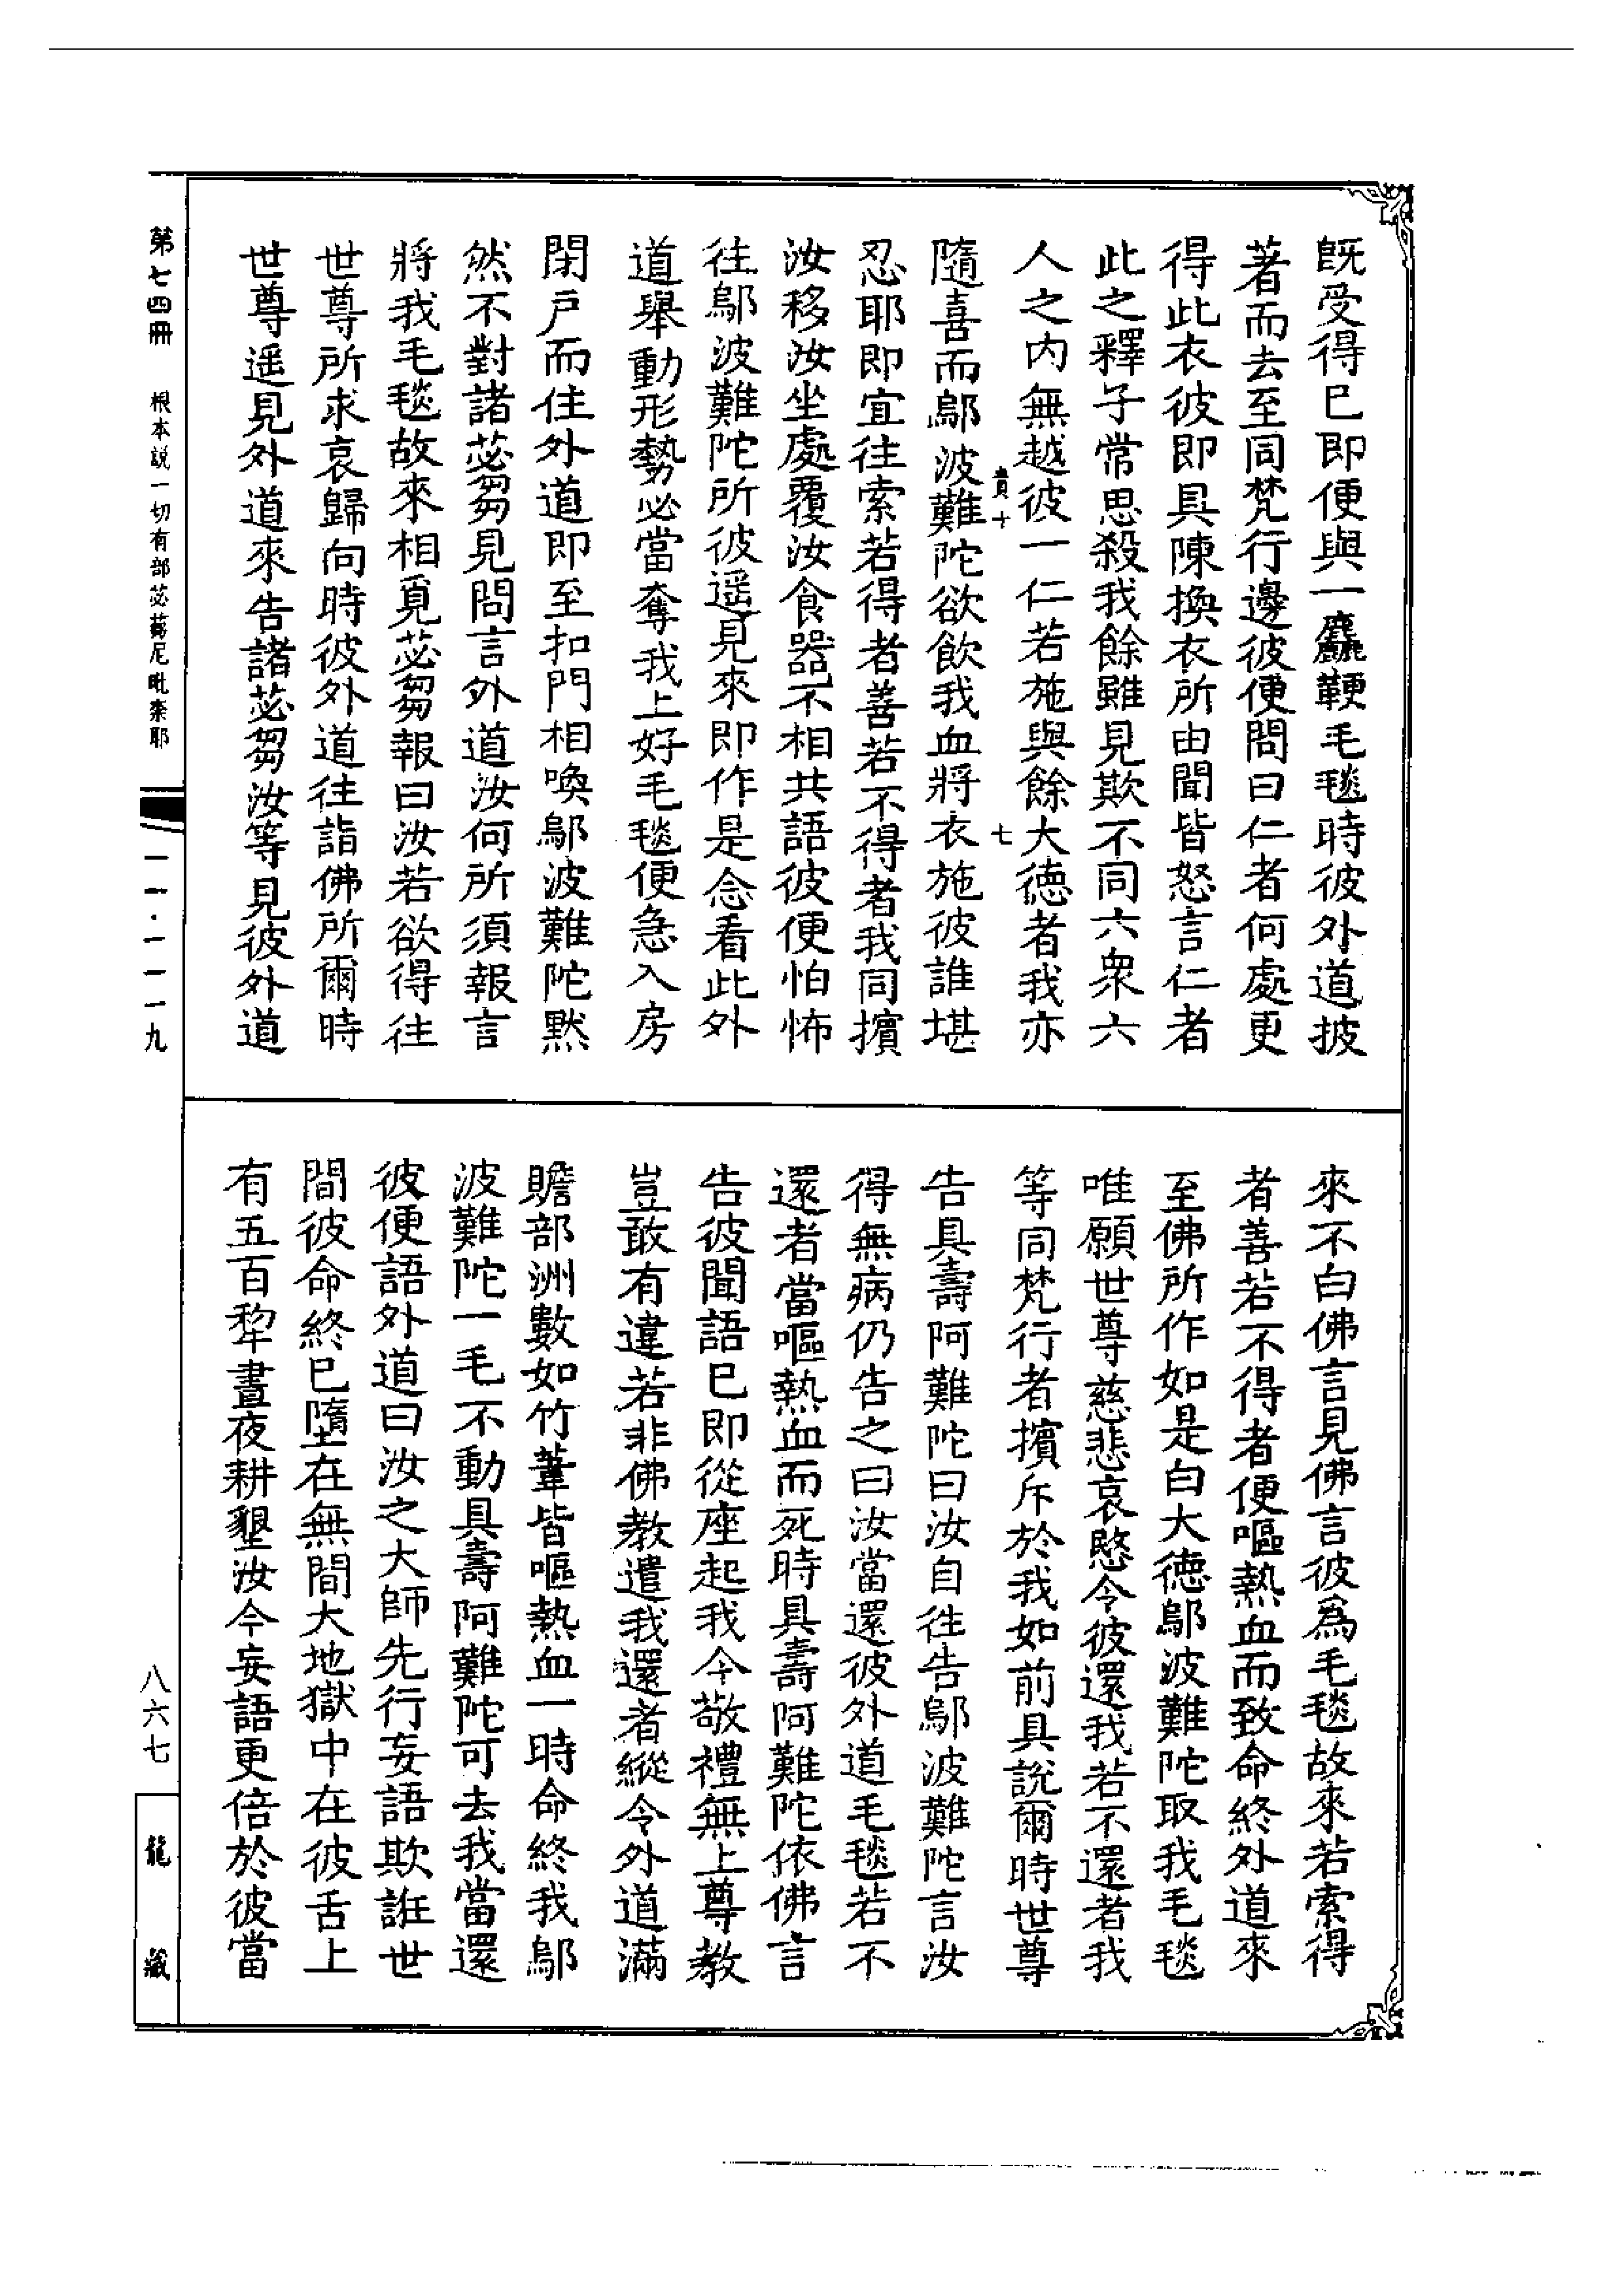 既受得已即便與一麤鞕毛毯時彼外道披
著而去至同梵行邊彼便問曰仁者何處更
得此衣彼即具陳換衣所由聞皆怒言仁者
此之釋子常思殺我餘雖見欺不同六衆六
人之內無越彼一仁若施與餘大德者我亦
貴十 七
隨喜而鄔波難陀欲飲我血將衣施彼誰堪
忍耶即宜往索若得者善若不得者我同擯
汝移汝坐處覆汝食器不相共語彼便怕怖
往鄔波難陀所彼遥見來即作是念看此外
道舉動形勢必當奪我上好毛毯便急入房
閉戸而住外道即至扣門相喚鄔波難陀黙
然不對諸苾芻見問言外道汝何所須報言
將我毛毯故來相覓苾芻報曰汝若欲得往
世尊所求哀歸向時彼外道往詣佛所爾時
世尊遥見外道來告諸苾芻汝等見彼外道
來不白佛言見佛言彼爲毛毯故來若索得
者善若不得者便嘔熱血而致命終外道來
至佛所作如是白大德鄔波難陀取我毛毯
唯願世尊慈悲哀愍令彼還我若不還者我
等同梵行者擯斥於我如前具說爾時世尊
告具壽阿難陀曰汝自往告鄔波難陀言汝
得無病仍告之曰汝當還彼外道毛毯若不
還者當嘔熱血而死時具壽阿難陀依佛言
告彼聞語已即從座起我今敬禮無上尊教
豈敢有違若非佛教遣我還者縱令外道滿
贍部洲數如竹葦皆嘔熱血一時命終我鄔
波難陀一毛不動具壽阿難陀可去我當還
彼便語外道曰汝之大師先行妄語欺誑世
間彼命終已墮在無間大地獄中在彼舌上
有五百犂晝夜耕墾汝今妄語更倍於彼當
第七四冊 根本説一切有部苾蒭尼毗柰耶
一一·一一一九
八六七
龍藏